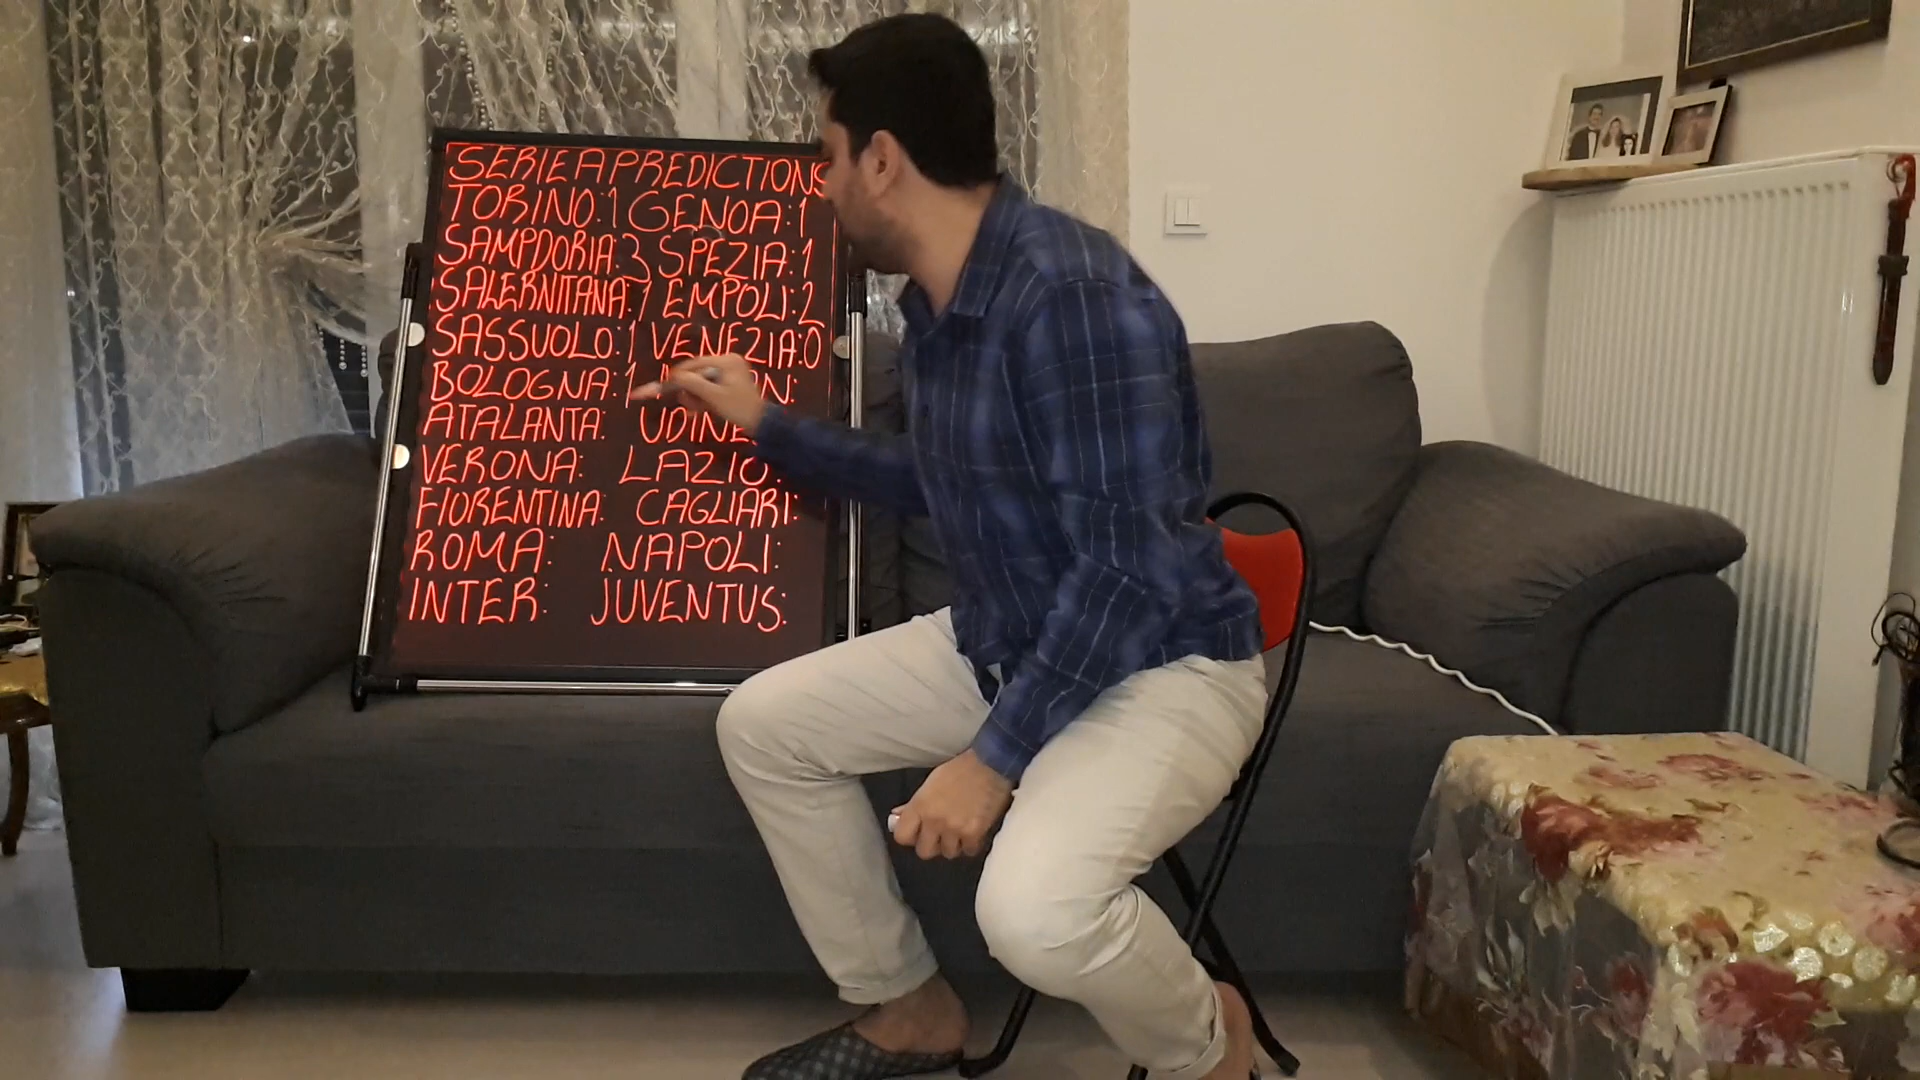 SERIE A PREDICTIONS
TORINO:1 GENOA:1
SAMPDORIA:3 SPEZIA:1
SALERNITANA:1 EMPOLI:2
SASSUOLO:1 VENEZIA:0
BOLOGNA:1
ATALANTA:
VERONA: LAZIO:
FIORENTINA: CAGLIARI:
ROMA: NAPOLI:
INTER: JUVENTUS: